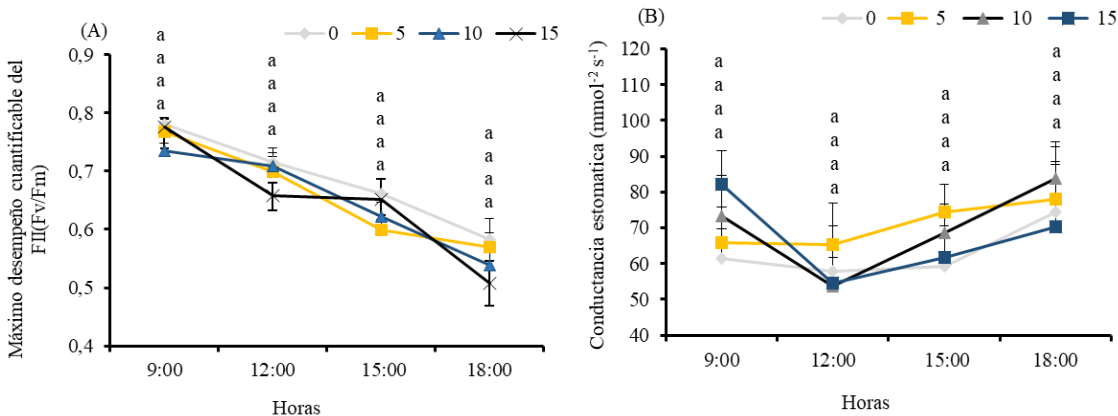 (A)
0 5 10 15
Máximo desempeño cuantificable del
FII(Fv/Fm)
0,9
0,8
0,7
0,6
0,5
0,4
a a a a
a a a a
a a a a
a a a a
9:00 12:00 15:00 18:00
Horas
(B)
0 5 10 15
Conductancia estomatica (mmol-2 s-1)
120
110
100
90
80
70
60
50
40
a a a a
a a a a
a a a a
a a a a
9:00 12:00 15:00 18:00
Horas